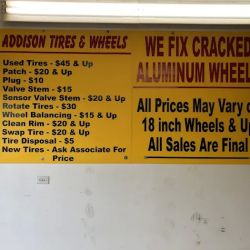 ADDISON TIRES & WHEELS
Used Tires - $45 & Up
Patch - $20 & Up
Plug - $10
Valve Stem - $15
Sensor Valve Stem - $20 & Up
Rotate Tires - $30
Wheel Balancing - $15 & Up
Clean Rim - $20 & Up
Swap Tire - $20 & Up
Tire Disposal - $5
New Tires - Ask Associate For
Price
WE FIX CRACKE
ALUMINUM WHEEL
All Prices May Vary o
18 inch Wheels & U
All Sales Are Final